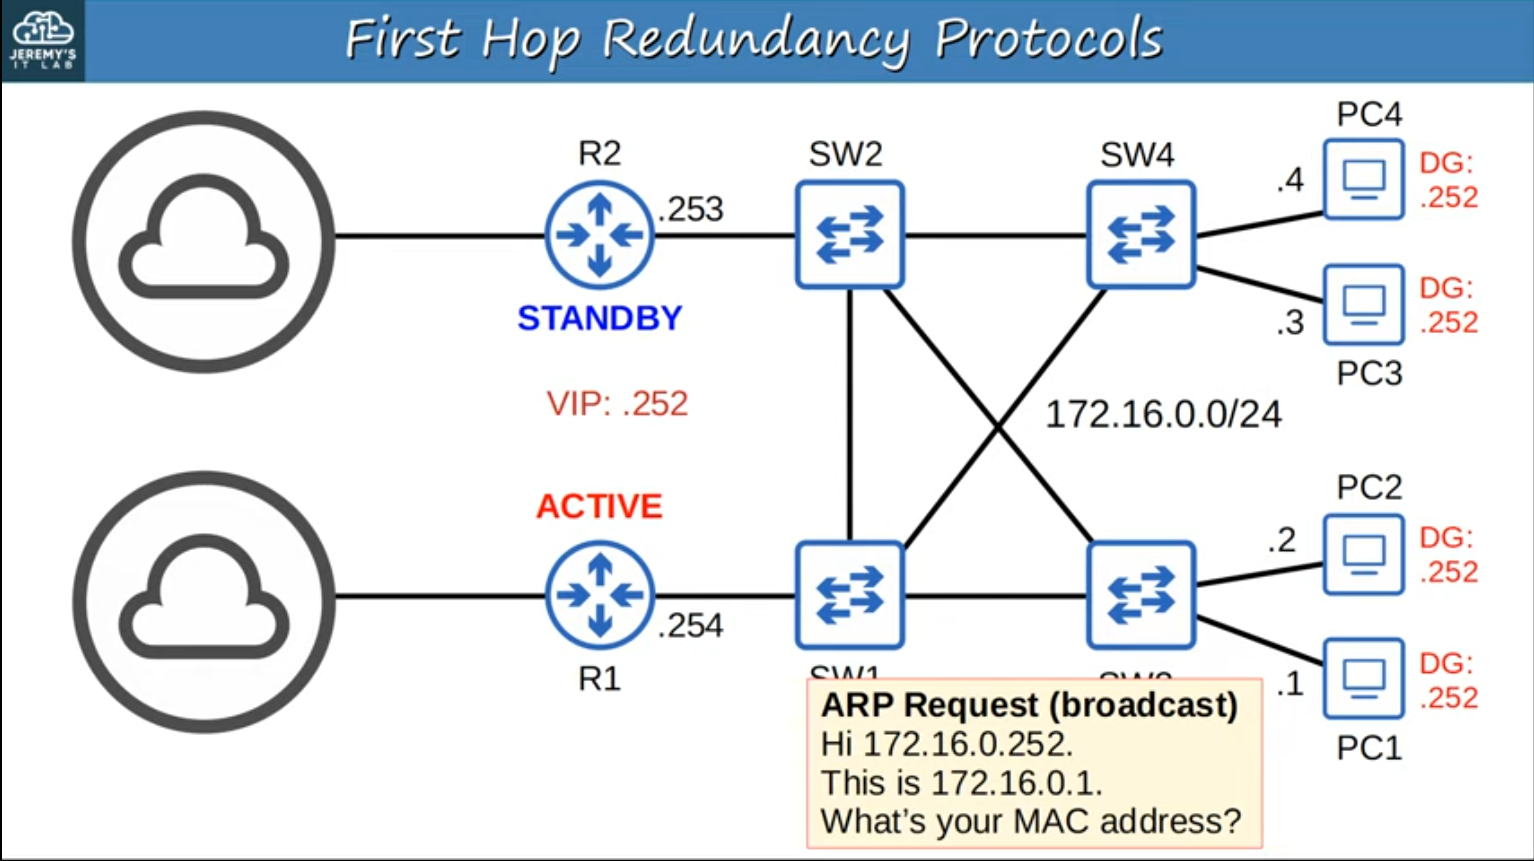 JEREMY'S
IT LAB
First Hop Redundancy Protocols
PC4
R2
SW2
SW4
.4
DG:
.252
.253
DG:
.252
.3
STANDBY
PC3
VIP: .252
172.16.0.0/24
PC2
ACTIVE
.2
DG:
.252
.254
R1
SW1
DG:
.252
.1
PC1
ARP Request (broadcast)
Hi 172.16.0.252.
This is 172.16.0.1.
What's your MAC address?